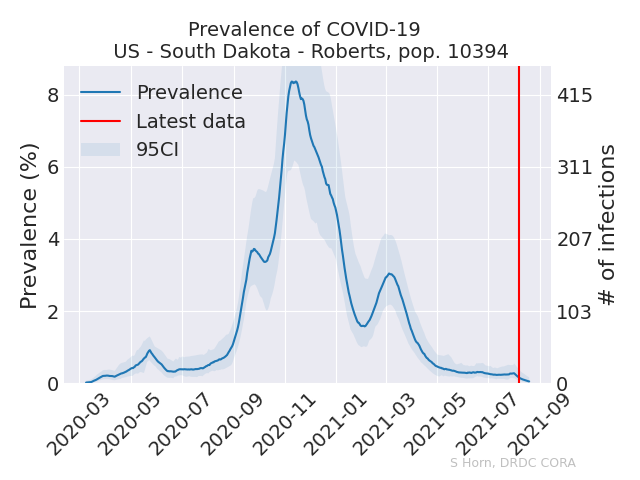 Prevalence of COVID-19
US - South Dakota - Roberts, pop. 10394
Prevalence
Latest data
95CI
Prevalence (%)
8
6
4
2
0
415
311
207
103
0
# of infections
2020-03
2020-05
2020-07
2020-09
2020-11
2021-01
2021-03
2021-05
2021-07
2021-09
S Horn, DRDC CORA